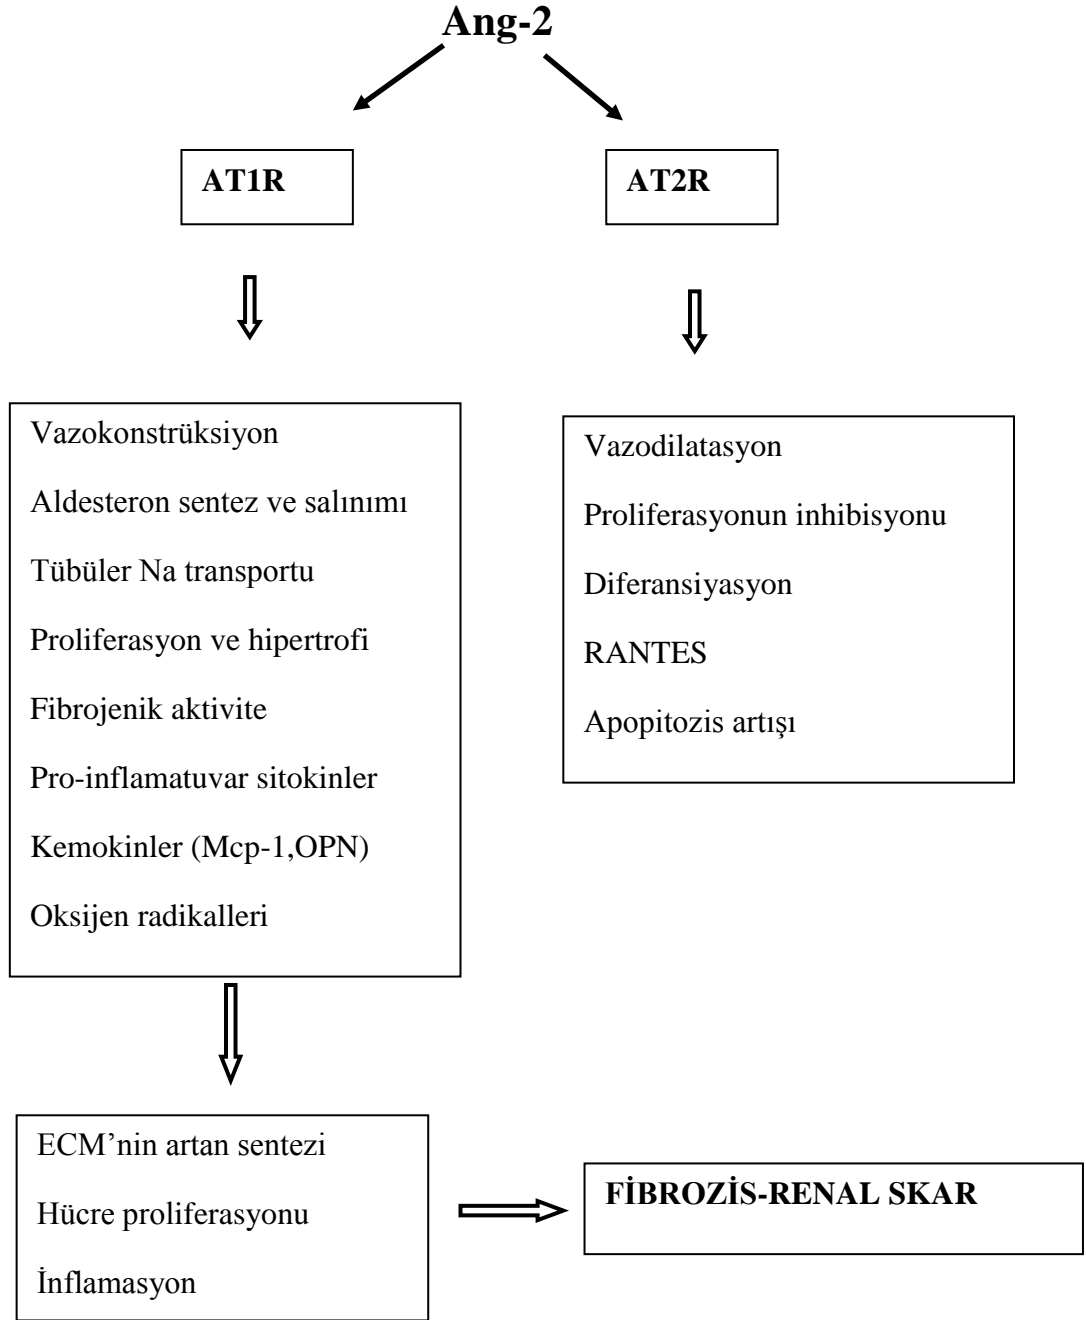 Ang-2
AT1R
AT2R
Vazokonstrüksiyon
Aldesteron sentez ve salınımı
Tübüler Na transportu
Proliferasyon ve hipertrofi
Fibrojenik aktivite
Pro-inflamatuvar sitokinler
Kemokinler (Mcp-1,OPN)
Oksijen radikalleri
Vazodilatasyon
Proliferasyonun inhibisyonu
Diferansiyasyon
RANTES
Apopitozis artışı
ECM’nin artan sentezi
Hücre proliferasyonu
İnflamasyon
FİBROZİS-RENAL SKAR